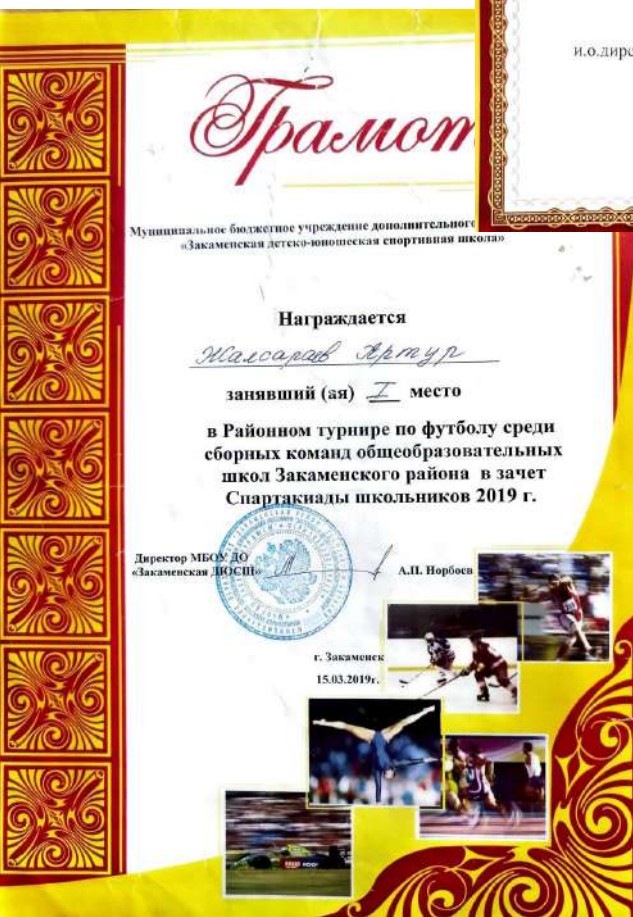 и.о.дире
Грамот
Муниципальное бюджетное учреждение дополнительного
«Закаменская детско-юношеская спортивная школа»
Награждается
Жалсараев Артур
занявший (ая) I место
в Районном турнире по футболу среди
сборных команд общеобразовательных
школ Закаменского района в зачет
Спартакиады школьников 2019 г.
Директор МБОУ ДО
«Закаменская ДЮСШ» А.П. Норбоев
г. Закаменск
15.03.2019г.